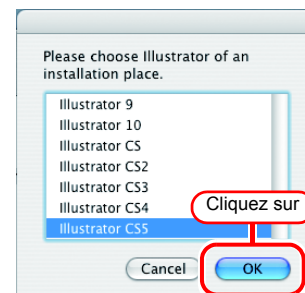 Please choose Illustrator of an
installation place.
Illustrator 9
Illustrator 10
Illustrator CS
Illustrator CS2
Illustrator CS3
Illustrator CS4
Illustrator CS5
Cliquez sur
Cancel
OK